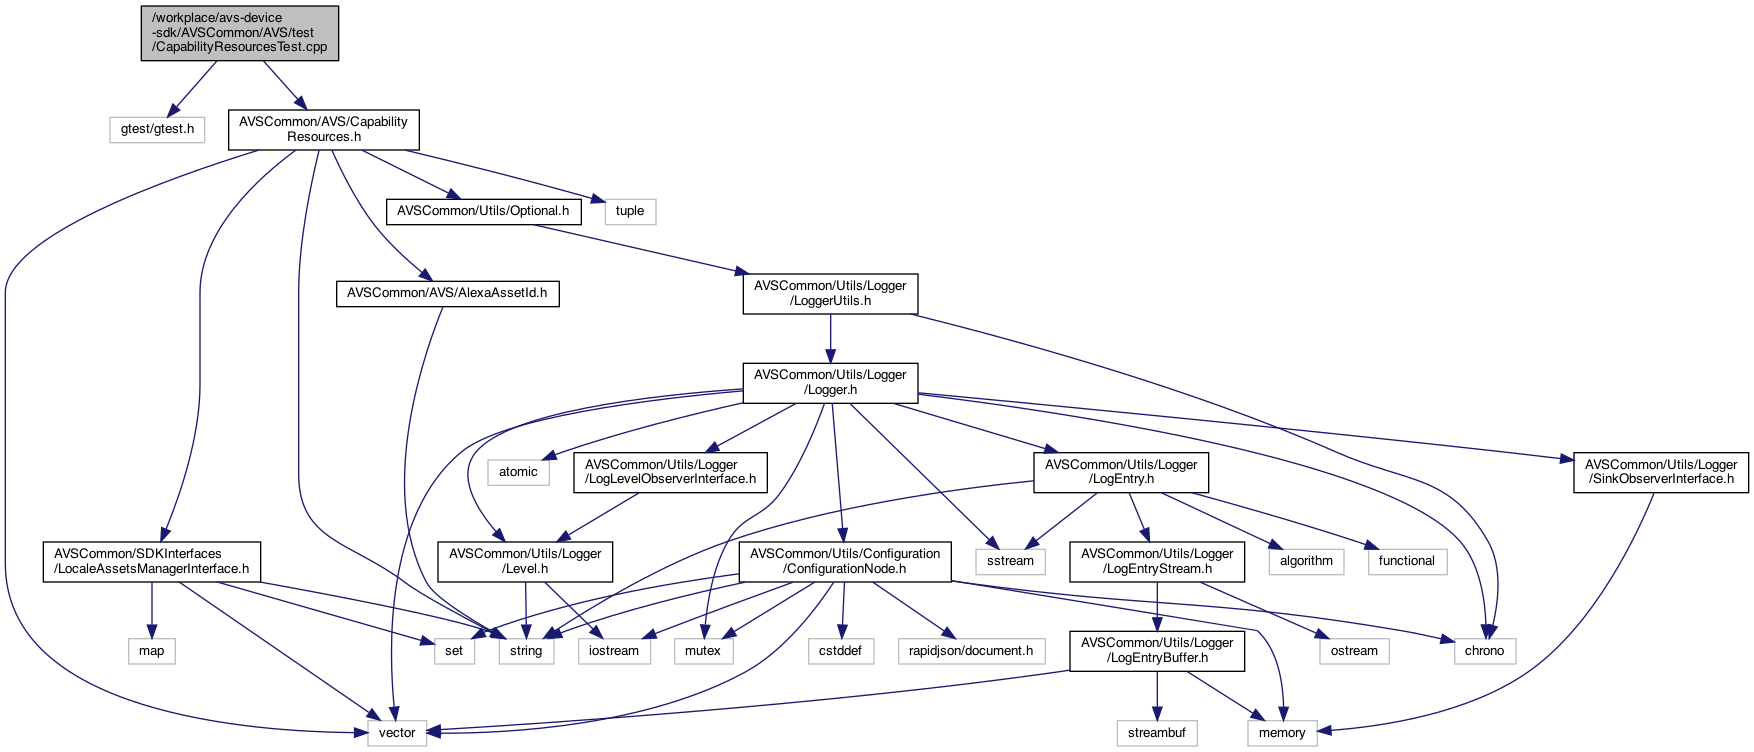 /workplace/avs-device
-sdk/AVSCommon/AVS/test
/CapabilityResourcesTest.cpp
gtest/gtest.h
AVSCommon/AVS/Capability
Resources.h
AVSCommon/Utils/Optional.h
tuple
AVSCommon/AVS/AlexaAssetId.h
AVSCommon/Utils/Logger
/LoggerUtils.h
AVSCommon/Utils/Logger
/Logger.h
atomic
AVSCommon/Utils/Logger
/LogLevelObserverInterface.h
AVSCommon/Utils/Logger
/LogEntry.h
AVSCommon/Utils/Logger
/SinkObserverInterface.h
AVSCommon/SDKInterfaces
/LocaleAssetsManagerInterface.h
AVSCommon/Utils/Logger
/Level.h
AVSCommon/Utils/Configuration
/ConfigurationNode.h
sstream
AVSCommon/Utils/Logger
/LogEntryStream.h
algorithm
functional
map
set
string
iostream
mutex
cstddef
rapidjson/document.h
AVSCommon/Utils/Logger
/LogEntryBuffer.h
ostream
chrono
vector
streambuf
memory